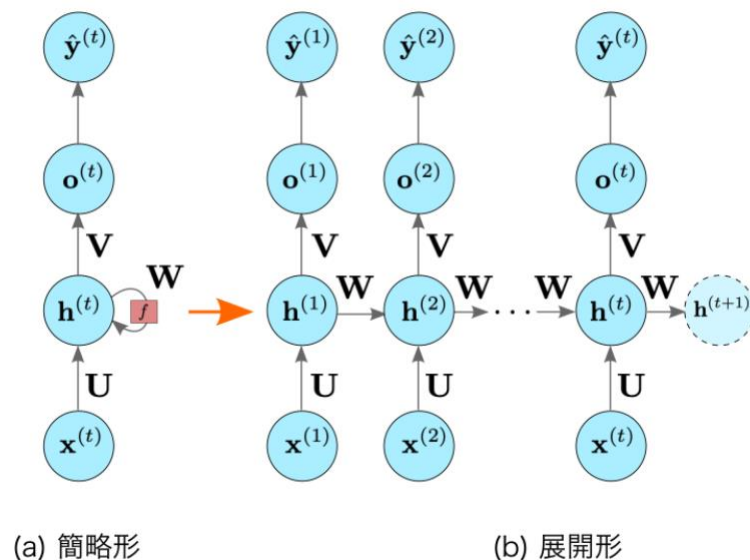 ŷ^(t) ŷ^(1) ŷ^(2) ŷ^(t)
o^(t) o^(1) o^(2) o^(t)
V V V V
W
h^(t) f h^(1) W h^(2) W ··· W h^(t) W h^(t+1)
U U U U
x^(t) x^(1) x^(2) x^(t)
(a) 簡略形 (b) 展開形